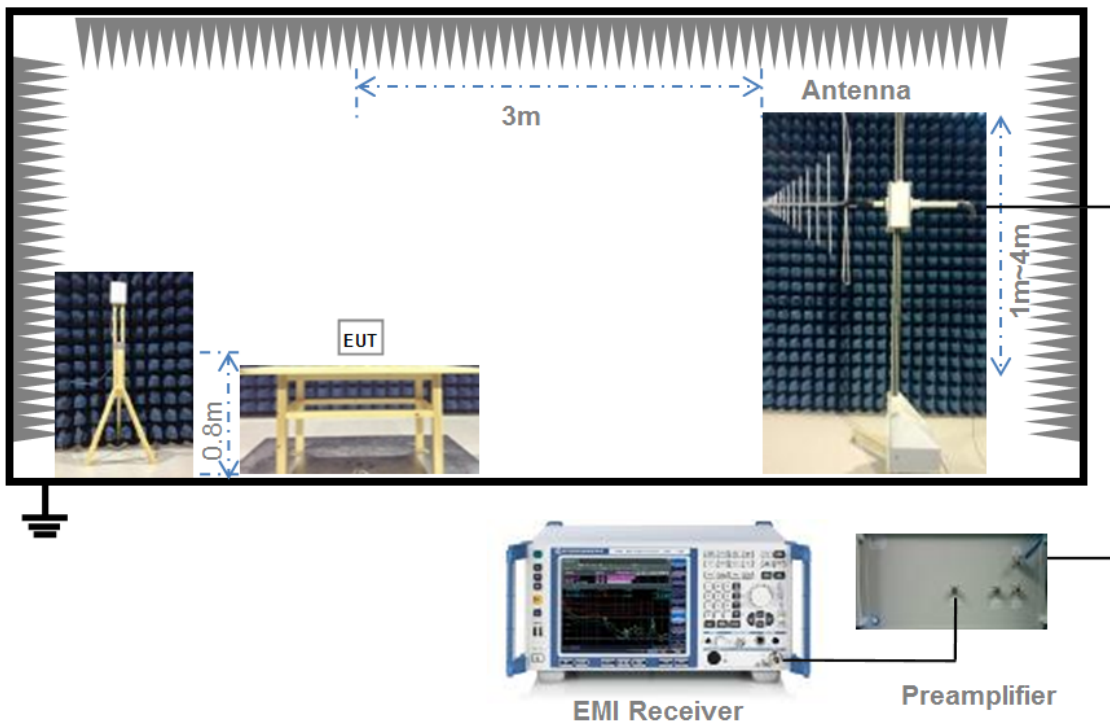 Antenna
3m
1m~4m
EUT
0.8m
EMI Receiver
Preamplifier